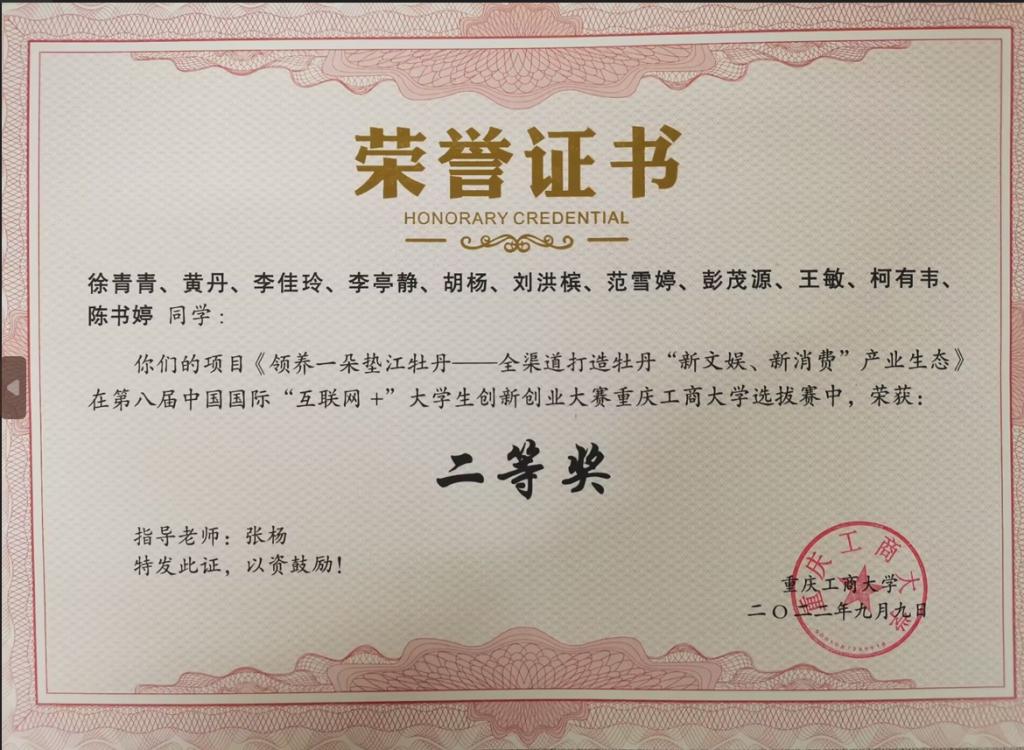 荣誉证书
HONORARY CREDENTIAL
徐青青、黄丹、李佳玲、李亭静、胡杨、刘洪槟、范雪婷、彭茂源、王敏、柯有韦、
陈书婷 同学：
你们的项目《领养一朵垫江牡丹——全渠道打造牡丹“新文娱、新消费”产业生态》
在第八届中国国际“互联网+”大学生创新创业大赛重庆工商大学选拔赛中，荣获：
二等奖
指导老师：张杨
特发此证，以资鼓励！
重庆工商大学
重庆工商大学
二〇二二年九月九日